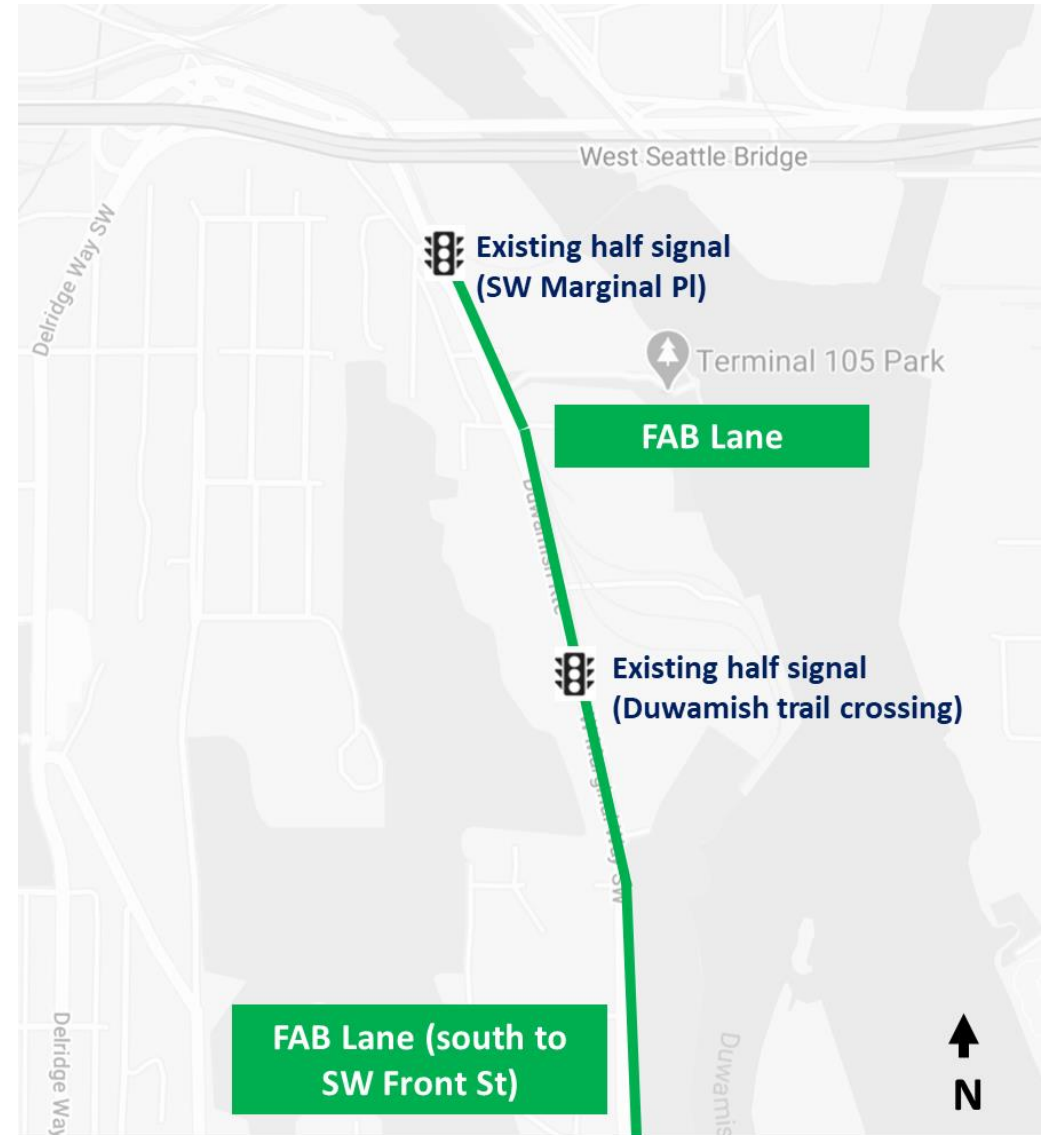 West Seattle Bridge
Delridge Way SW
Existing half signal
(SW Marginal Pl)
Terminal 105 Park
FAB Lane
Existing half signal
(Duwamish trail crossing)
FAB Lane (south to
SW Front St)
Delridge Way
Duwamis
N